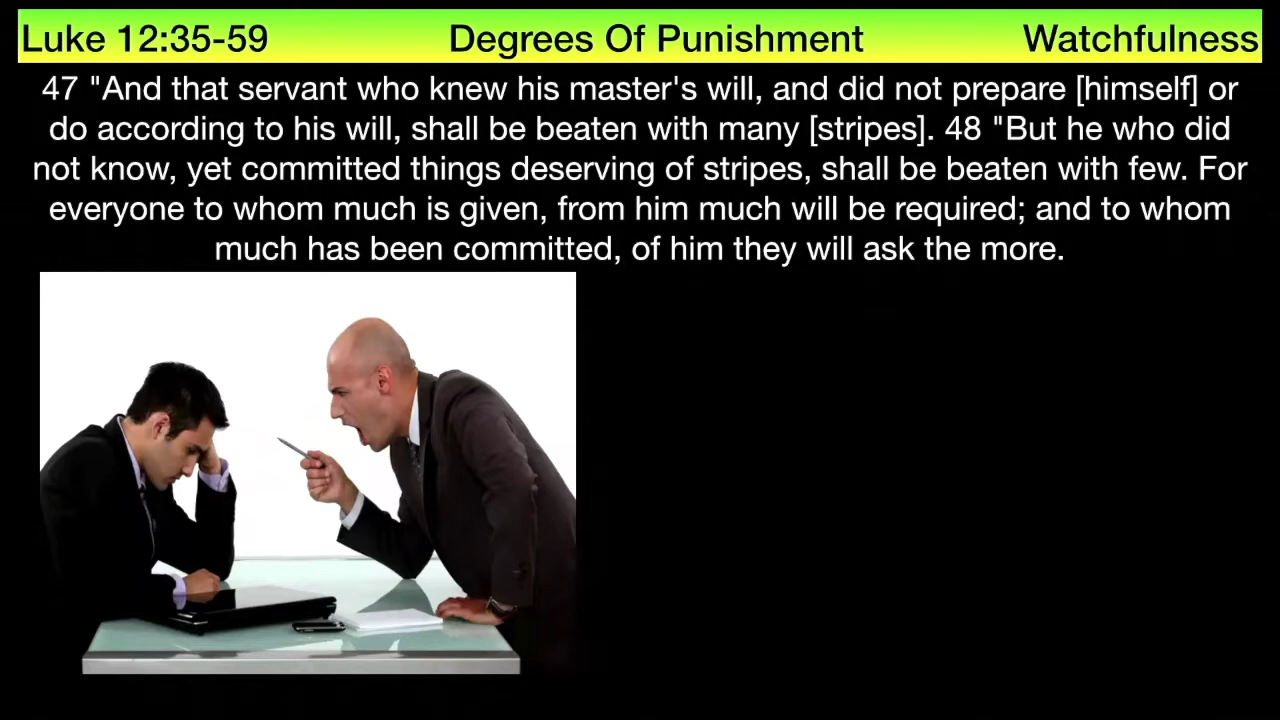 Luke 12:35-59 Degrees Of Punishment Watchfulness
47 "And that servant who knew his master's will, and did not prepare [himself] or
do according to his will, shall be beaten with many [stripes]. 48 "But he who did
not know, yet committed things deserving of stripes, shall be beaten with few. For
everyone to whom much is given, from him much will be required; and to whom
much has been committed, of him they will ask the more.